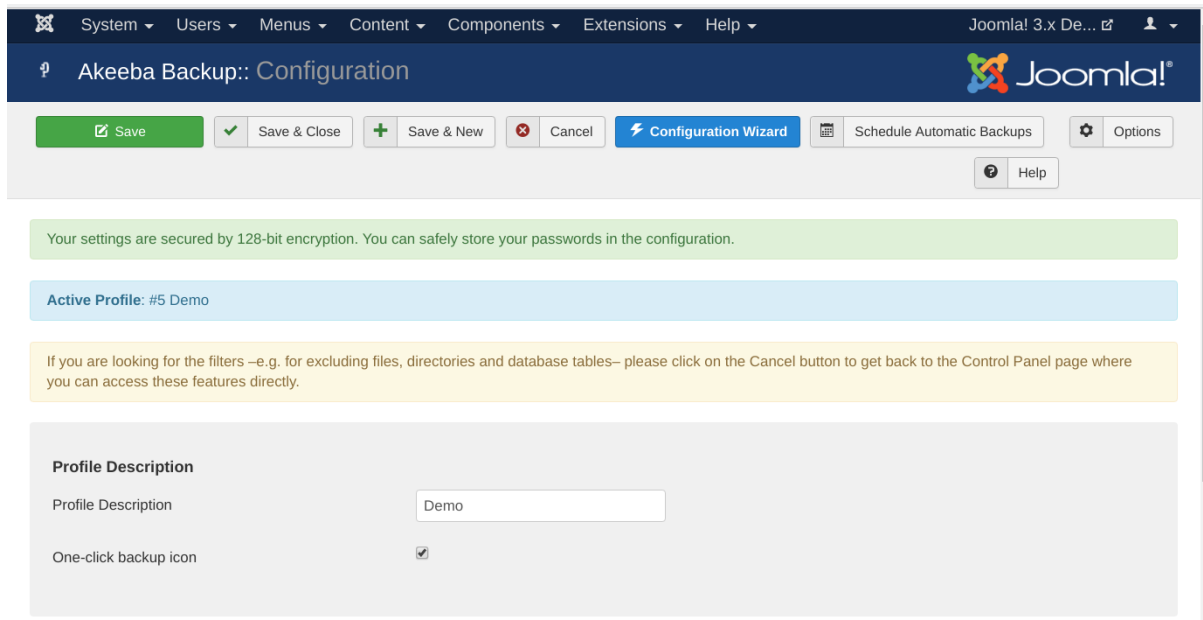 System Users Menus Content Components Extensions Help Joomla! 3.x De...
Akeeba Backup:: Configuration Joomla!®
Save Save & Close Save & New Cancel Configuration Wizard Schedule Automatic Backups Options
Help
Your settings are secured by 128-bit encryption. You can safely store your passwords in the configuration.
Active Profile: #5 Demo
If you are looking for the filters –e.g. for excluding files, directories and database tables– please click on the Cancel button to get back to the Control Panel page where
you can access these features directly.
Profile Description
Profile Description Demo
One-click backup icon